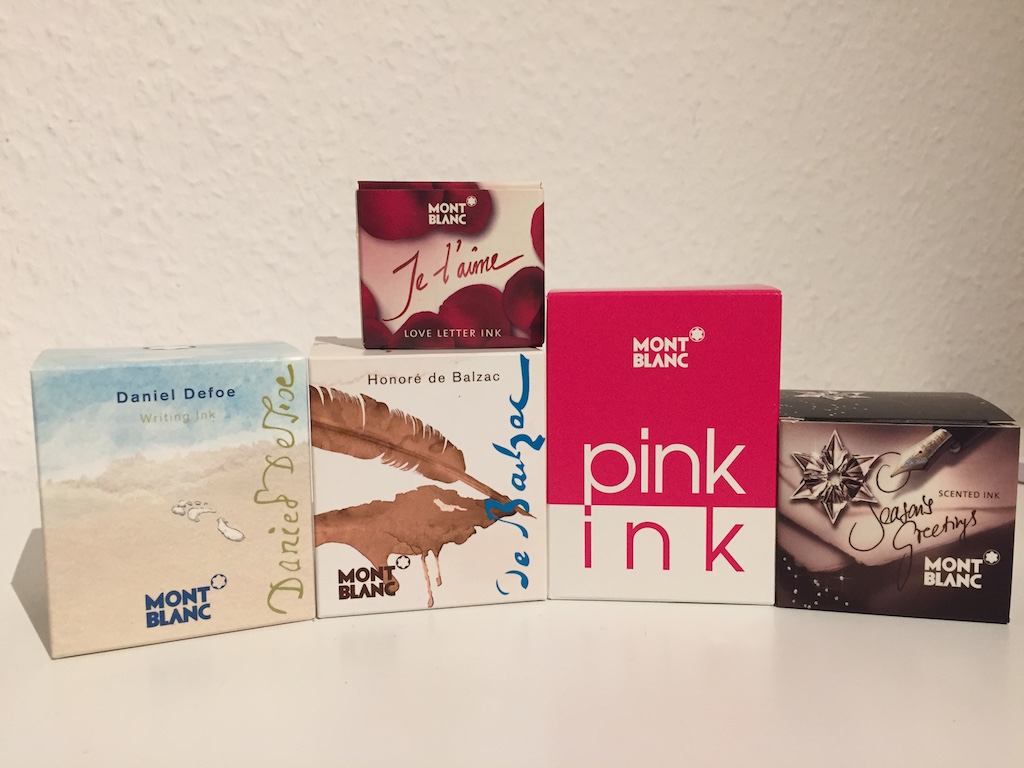 MONT
BLANC
Je t'aime
LOVE LETTER INK
Daniel Defoe
Writing Ink
Daniel Defoe
MONT
BLANC
Honoré de Balzac
de Balzac
MONT
BLANC
MONT
BLANC
pink
ink
SCENTED INK
Season's
Greetings
MONT
BLANC